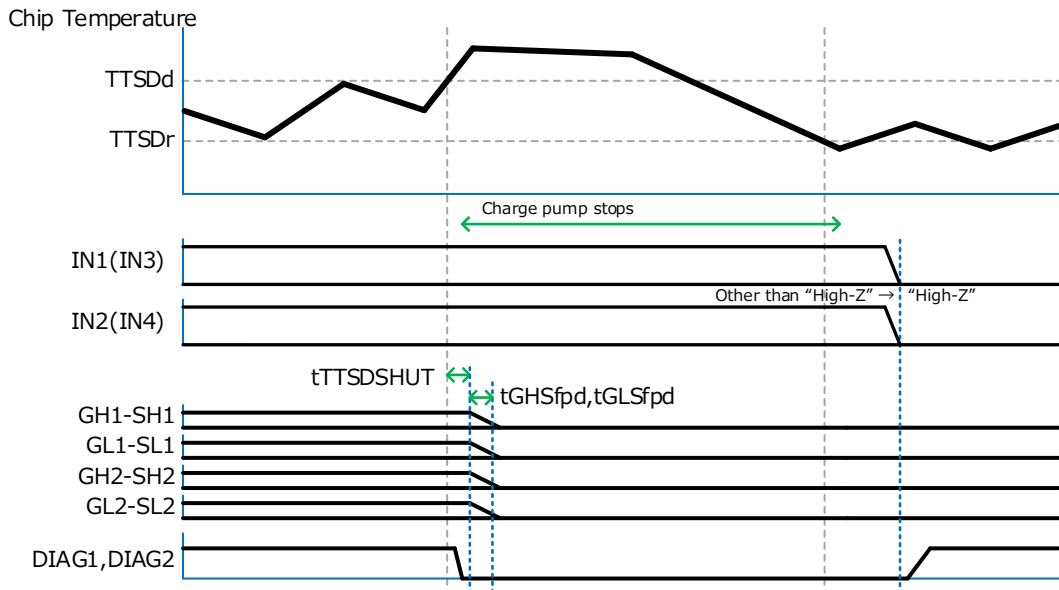 Chip Temperature
TTSDd
TTSDr
Charge pump stops
IN1(IN3)
Other than “High-Z” → “High-Z”
IN2(IN4)
tTTSDSHUT
tGHSfpd,tGLSfpd
GH1-SH1
GL1-SL1
GH2-SH2
GL2-SL2
DIAG1,DIAG2